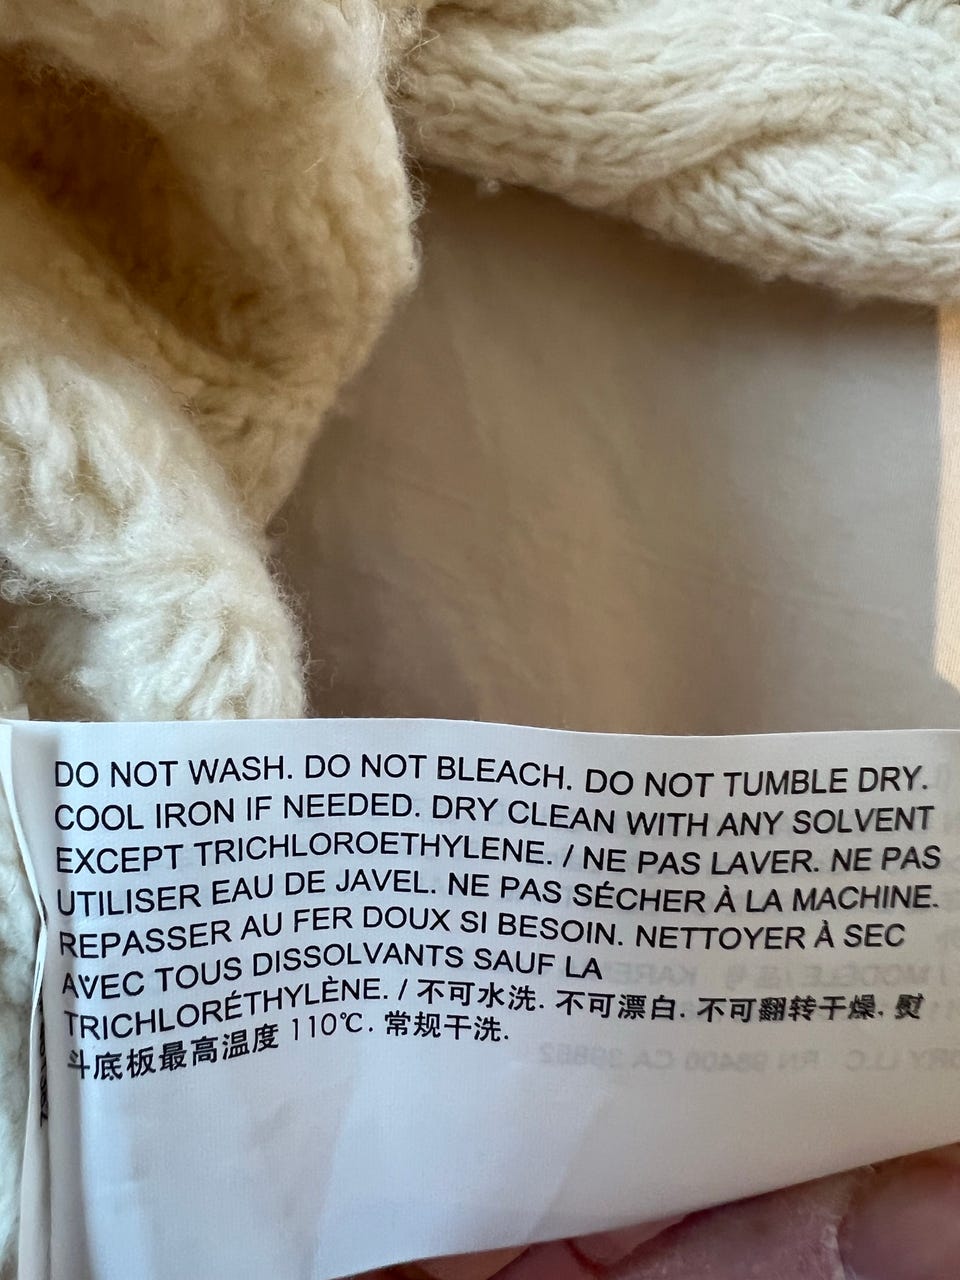 DO NOT WASH. DO NOT BLEACH. DO NOT TUMBLE DRY.
COOL IRON IF NEEDED. DRY CLEAN WITH ANY SOLVENT
EXCEPT TRICHLOROETHYLENE. / NE PAS LAVER. NE PAS
UTILISER EAU DE JAVEL. NE PAS SÉCHER À LA MACHINE.
REPASSER AU FER DOUX SI BESOIN. NETTOYER À SEC
AVEC TOUS DISSOLVANTS SAUF LA
TRICHLORÉTHYLÈNE. / 不可水洗. 不可漂白. 不可翻转干燥. 熨
斗底板最高温度 110℃. 常规干洗.